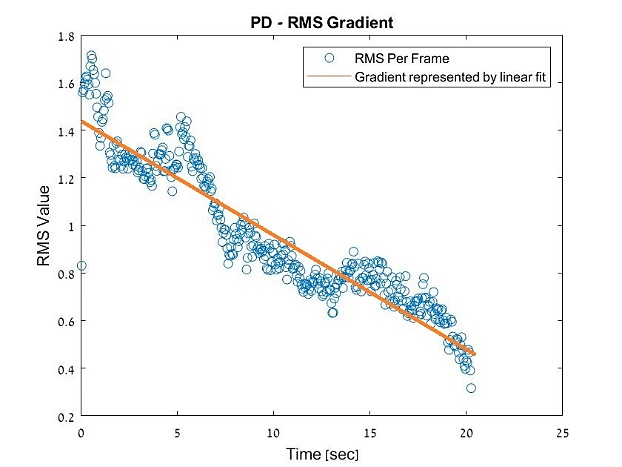 PD - RMS Gradient
RMS Per Frame
Gradient represented by linear fit
RMS Value
1.8
1.6
1.4
1.2
1
0.8
0.6
0.4
0.2
0 5 10 15 20 25
Time [sec]